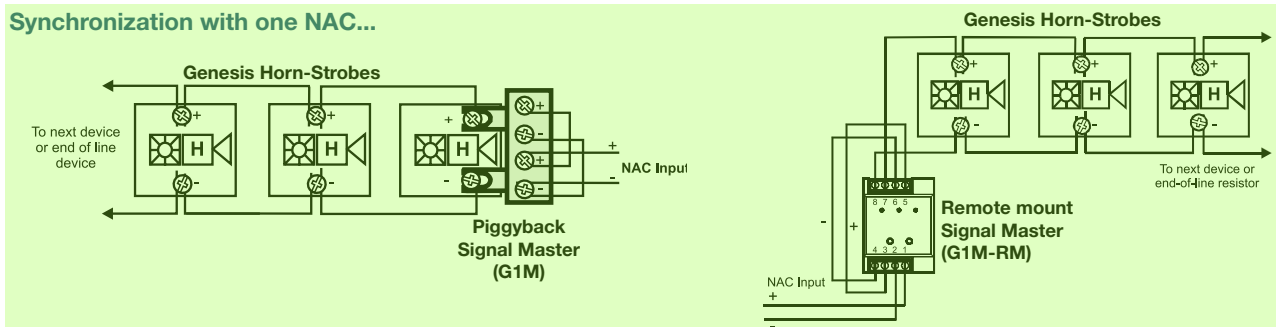 Synchronization with one NAC...
Genesis Horn-Strobes
To next device
or end of line
device
+
+
+
H
H
H
-
-
-
+
-
+
-
+
NAC Input
-
Piggyback
Signal Master
(G1M)
Genesis Horn-Strobes
+
+
+
H
H
H
-
-
-
To next device or
end-of-line resistor
8 7 6 5
4 3 2 1
-
+
Remote mount
Signal Master
(G1M-RM)
NAC Input
+
-